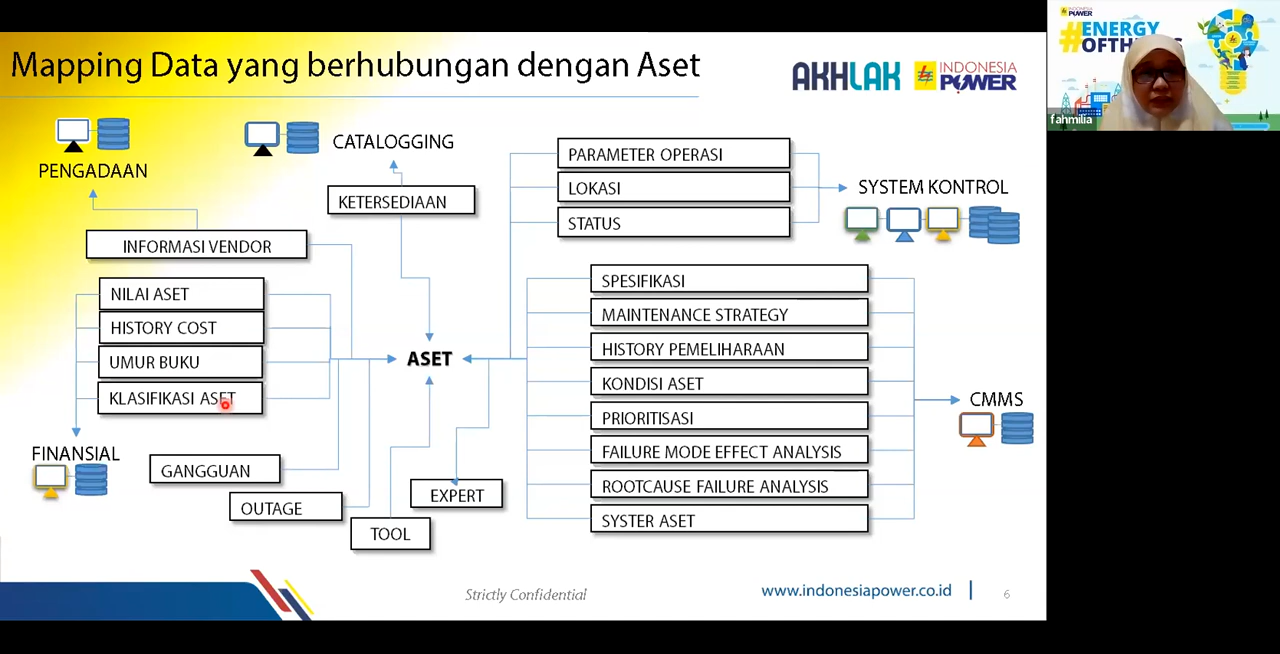 Mapping Data yang berhubungan dengan Aset
AKHLAK
INDONESIA
POWER
PENGADAAN
CATALOGGING
KETERSEDIAAN
INFORMASI VENDOR
NILAI ASET
HISTORY COST
UMUR BUKU
KLASIFIKASI ASET
FINANSIAL
GANGGUAN
OUTAGE
TOOL
EXPERT
ASET
PARAMETER OPERASI
LOKASI
STATUS
SYSTEM KONTROL
SPESIFIKASI
MAINTENANCE STRATEGY
HISTORY PEMELIHARAAN
KONDISI ASET
PRIORITISASI
FAILURE MODE EFFECT ANALYSIS
ROOTCAUSE FAILURE ANALYSIS
SYSTER ASET
CMMS
Strictly Confidential
www.indonesiapower.co.id
6
INDONESIA
POWER
#ENERGY
fahmilia